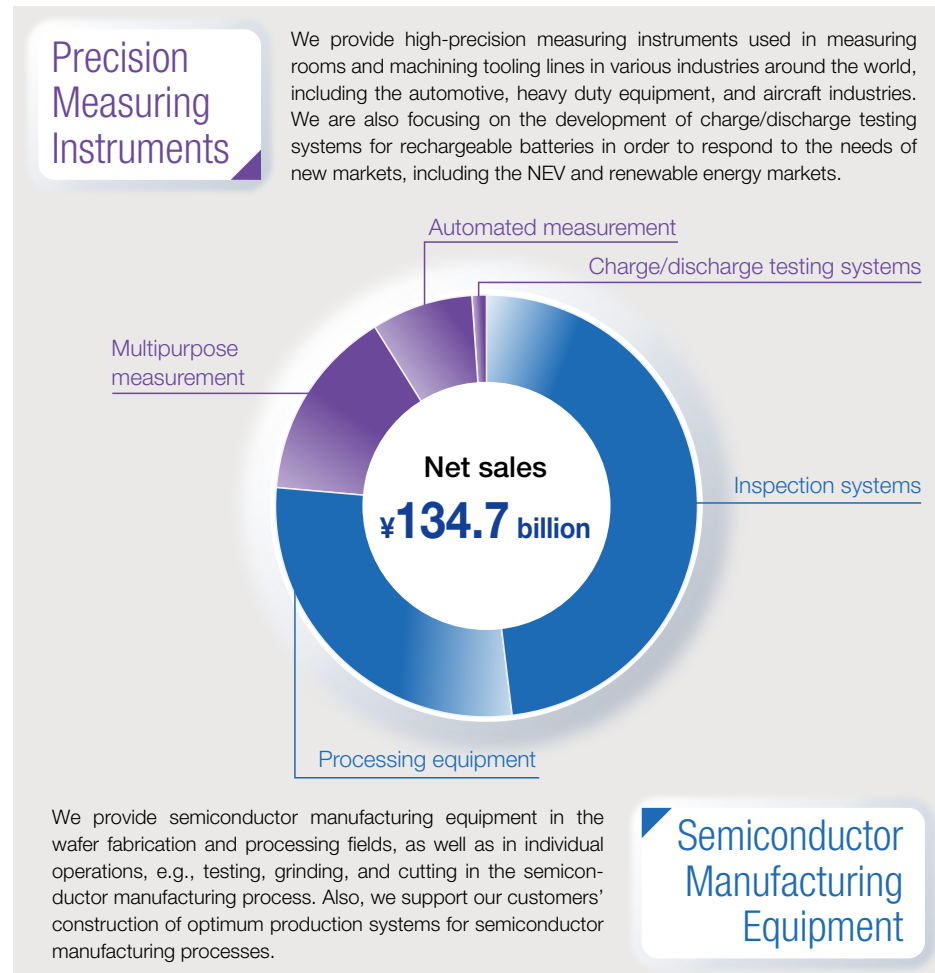 Precision
Measuring
Instruments
We provide high-precision measuring instruments used in measuring
rooms and machining tooling lines in various industries around the world,
including the automotive, heavy duty equipment, and aircraft industries.
We are also focusing on the development of charge/discharge testing
systems for rechargeable batteries in order to respond to the needs of
new markets, including the NEV and renewable energy markets.
Automated measurement
Charge/discharge testing systems
Multipurpose
measurement
Net sales
¥134.7 billion
Inspection systems
Processing equipment
We provide semiconductor manufacturing equipment in the
wafer fabrication and processing fields, as well as in individual
operations, e.g., testing, grinding, and cutting in the semicon-
ductor manufacturing process. Also, we support our customers’
construction of optimum production systems for semiconductor
manufacturing processes.
Semiconductor
Manufacturing
Equipment